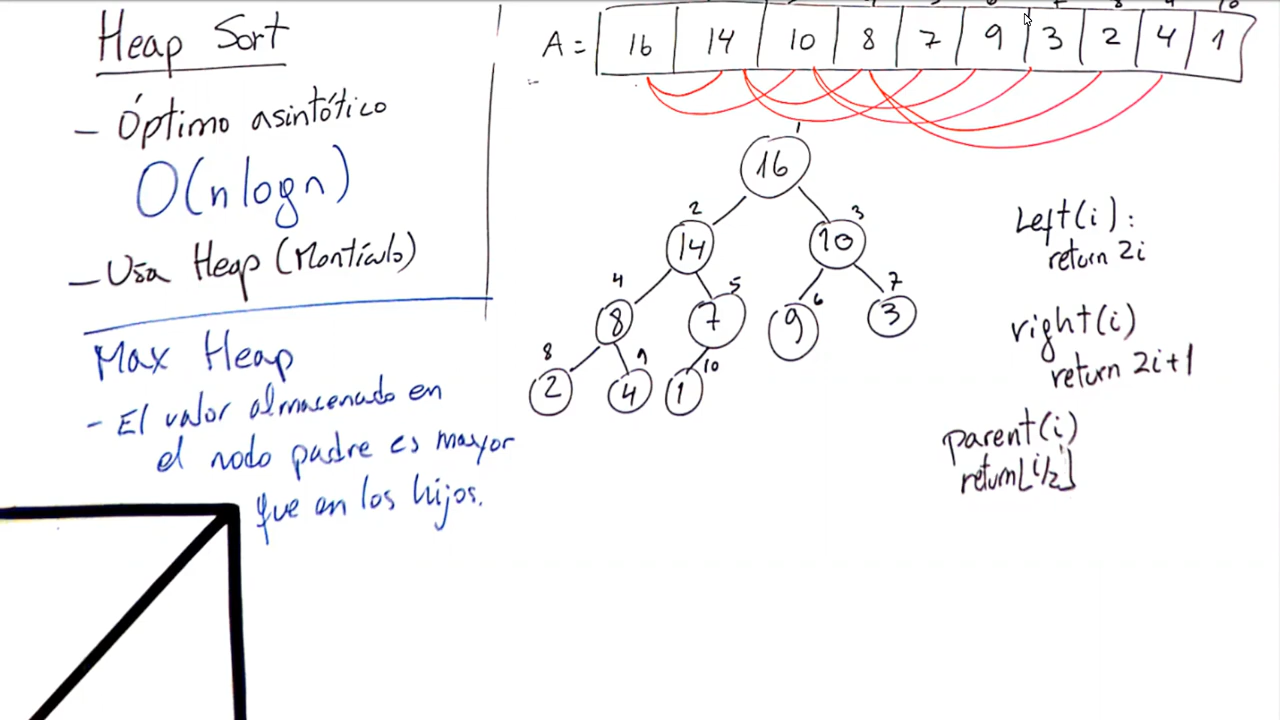 Heap Sort
- Óptimo asintótico
O(n log n)
- Usa Heap (Montículo)
Max Heap
- El valor almacenado en
el nodo padre es mayor
que en los hijos.
A = 16 14 10 8 7 9 3 2 4 1
1
16
2 3
14 10
4 5 6 7
8 7 9 3
8 9 10
2 4 1
Left(i):
return 2i
right(i)
return 2i+1
parent(i)
return⌊i/2⌋